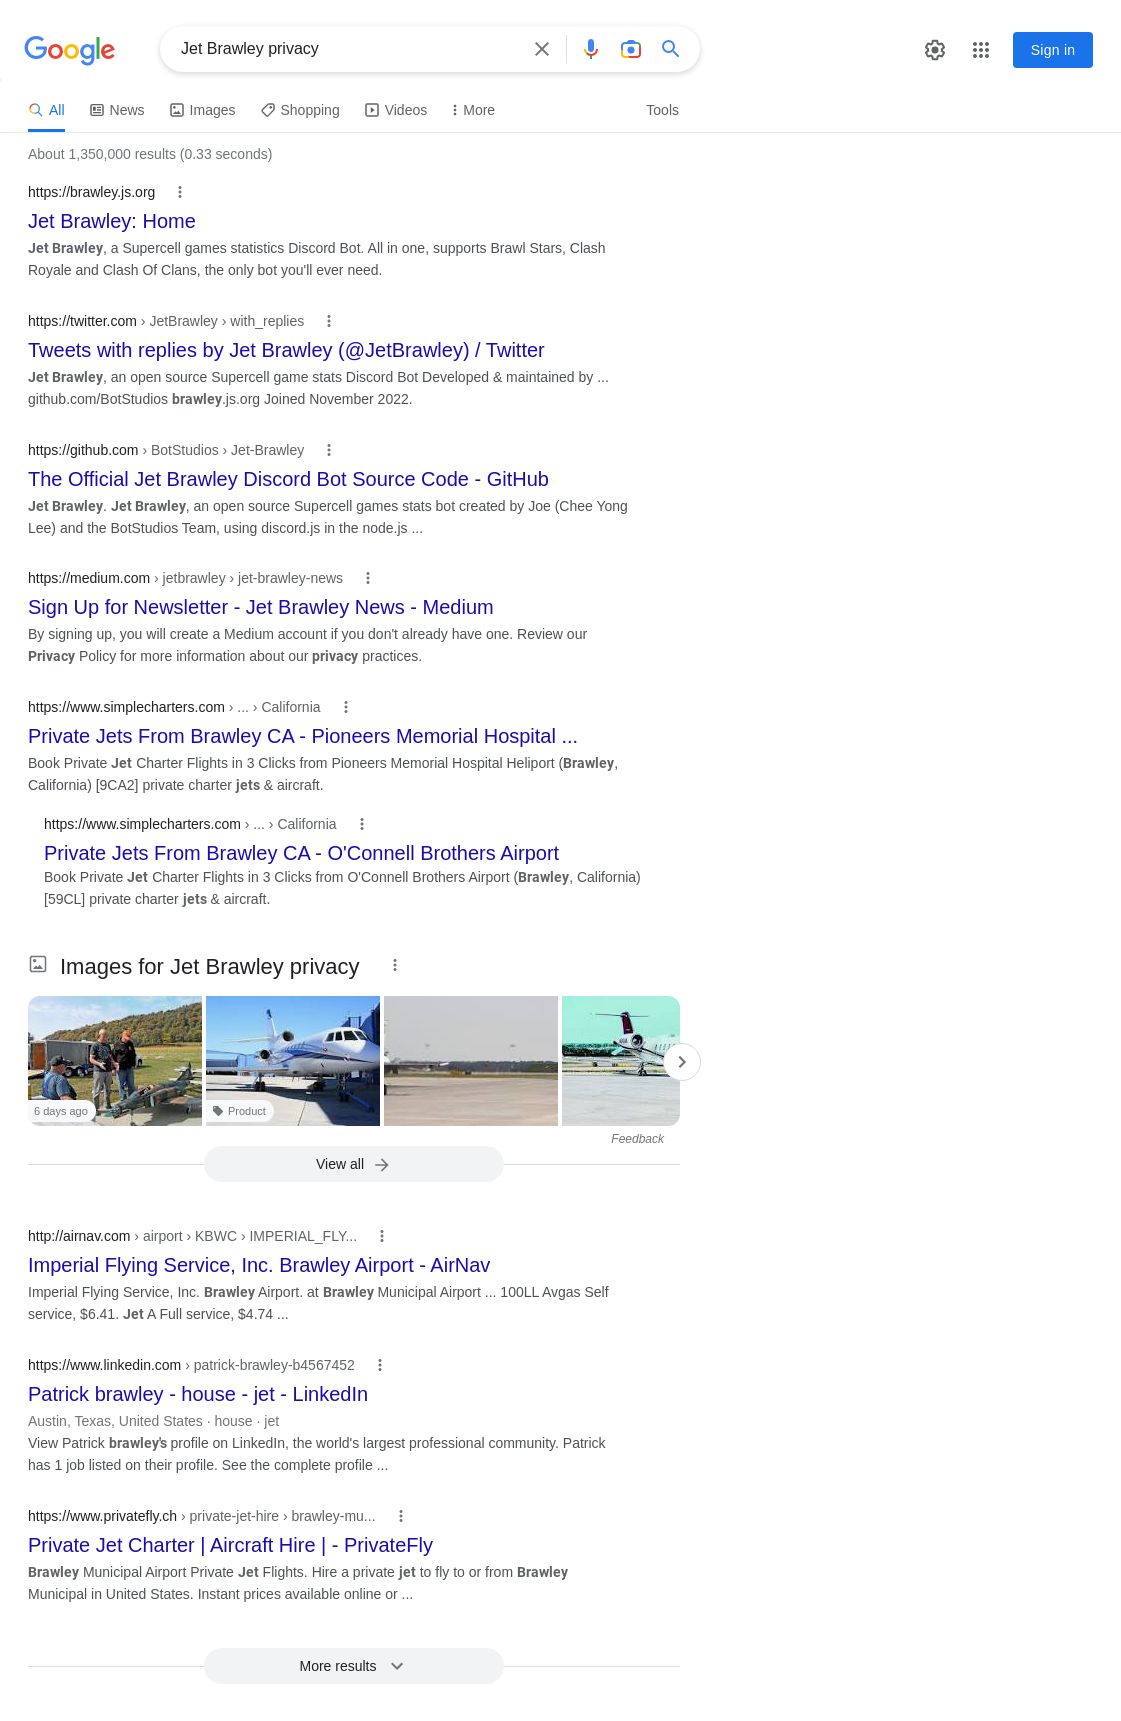 Google
Jet Brawley privacy
Sign in
All
News
Images
Shopping
Videos
More
Tools
About 1,350,000 results (0.33 seconds)
https://brawley.js.org
Jet Brawley: Home
Jet Brawley, a Supercell games statistics Discord Bot. All in one, supports Brawl Stars, Clash
Royale and Clash Of Clans, the only bot you'll ever need.
https://twitter.com › JetBrawley › with_replies
Tweets with replies by Jet Brawley (@JetBrawley) / Twitter
Jet Brawley, an open source Supercell game stats Discord Bot Developed & maintained by ...
github.com/BotStudios brawley.js.org Joined November 2022.
https://github.com › BotStudios › Jet-Brawley
The Official Jet Brawley Discord Bot Source Code - GitHub
Jet Brawley. Jet Brawley, an open source Supercell games stats bot created by Joe (Chee Yong
Lee) and the BotStudios Team, using discord.js in the node.js ...
https://medium.com › jetbrawley › jet-brawley-news
Sign Up for Newsletter - Jet Brawley News - Medium
By signing up, you will create a Medium account if you don't already have one. Review our
Privacy Policy for more information about our privacy practices.
https://www.simplecharters.com › ... › California
Private Jets From Brawley CA - Pioneers Memorial Hospital ...
Book Private Jet Charter Flights in 3 Clicks from Pioneers Memorial Hospital Heliport (Brawley,
California) [9CA2] private charter jets & aircraft.
https://www.simplecharters.com › ... › California
Private Jets From Brawley CA - O'Connell Brothers Airport
Book Private Jet Charter Flights in 3 Clicks from O'Connell Brothers Airport (Brawley, California)
[59CL] private charter jets & aircraft.
Images for Jet Brawley privacy
6 days ago
Product
Feedback
View all
http://airnav.com › airport › KBWC › IMPERIAL_FLY...
Imperial Flying Service, Inc. Brawley Airport - AirNav
Imperial Flying Service, Inc. Brawley Airport. at Brawley Municipal Airport ... 100LL Avgas Self
service, $6.41. Jet A Full service, $4.74 ...
https://www.linkedin.com › patrick-brawley-b4567452
Patrick brawley - house - jet - LinkedIn
Austin, Texas, United States · house · jet
View Patrick brawley's profile on LinkedIn, the world's largest professional community. Patrick
has 1 job listed on their profile. See the complete profile ...
https://www.privatefly.ch › private-jet-hire › brawley-mu...
Private Jet Charter | Aircraft Hire | - PrivateFly
Brawley Municipal Airport Private Jet Flights. Hire a private jet to fly to or from Brawley
Municipal in United States. Instant prices available online or ...
More results